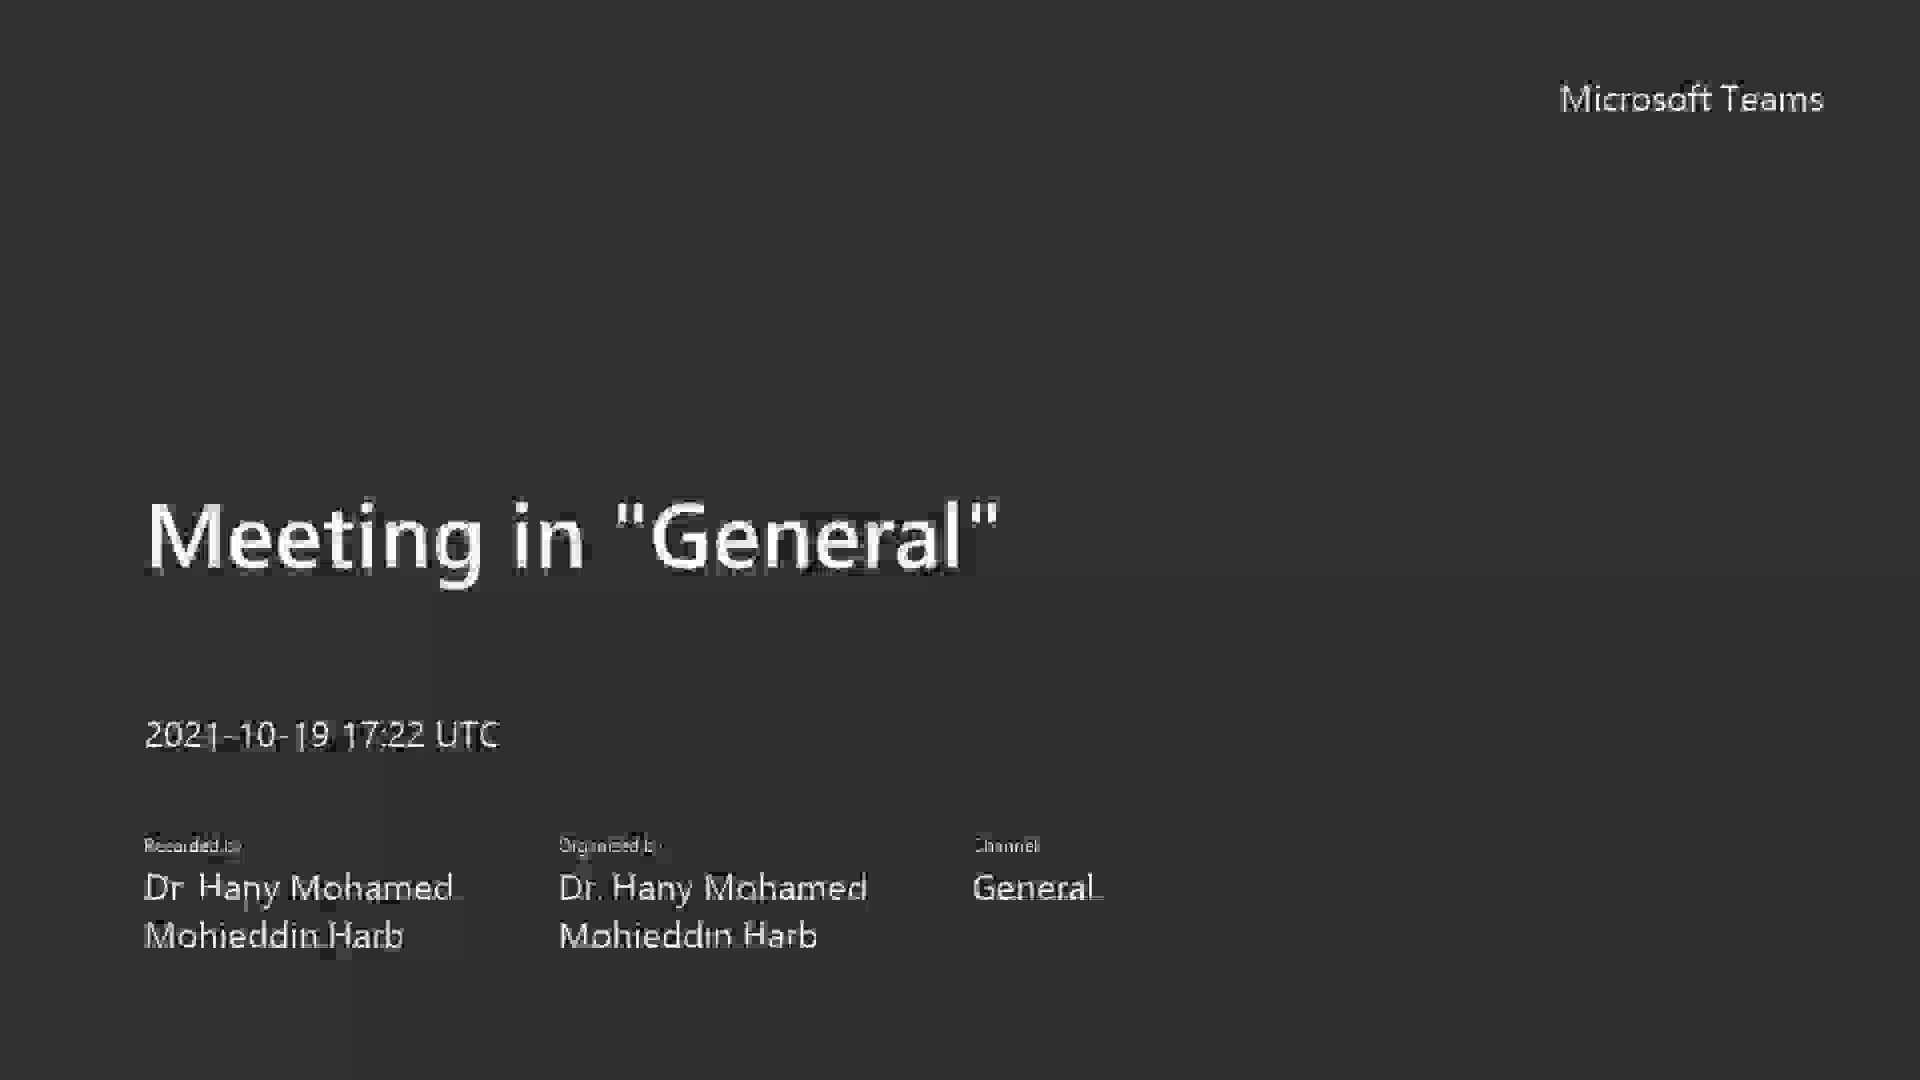 Microsoft Teams
Meeting in "General"
2021-10-19 17:22 UTC
Recorded by
Organized by
Channel
Dr. Hany Mohamed
Mohieddin Harb
Dr. Hany Mohamed
Mohieddin Harb
General